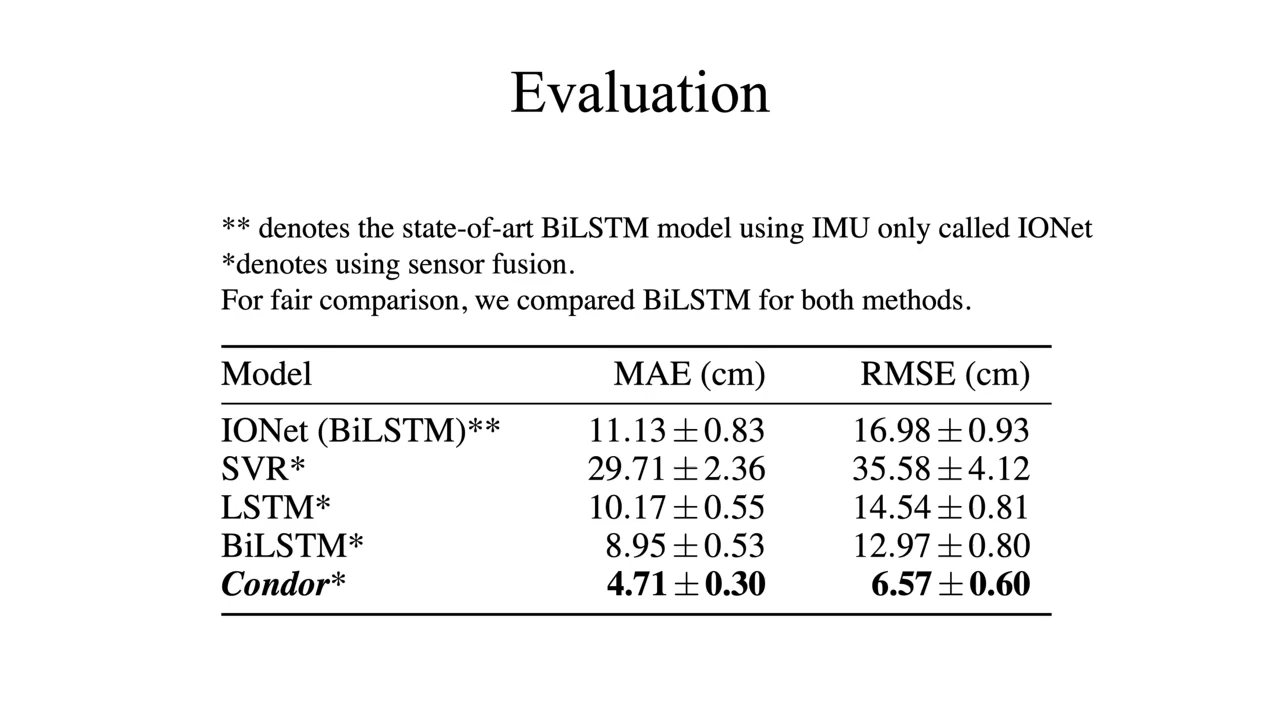 Evaluation
** denotes the state-of-art BiLSTM model using IMU only called IONet
*denotes using sensor fusion.
For fair comparison, we compared BiLSTM for both methods.
Model MAE (cm) RMSE (cm)
IONet (BiLSTM)** 11.13±0.83 16.98±0.93
SVR* 29.71±2.36 35.58±4.12
LSTM* 10.17±0.55 14.54±0.81
BiLSTM* 8.95±0.53 12.97±0.80
Condor* 4.71±0.30 6.57±0.60